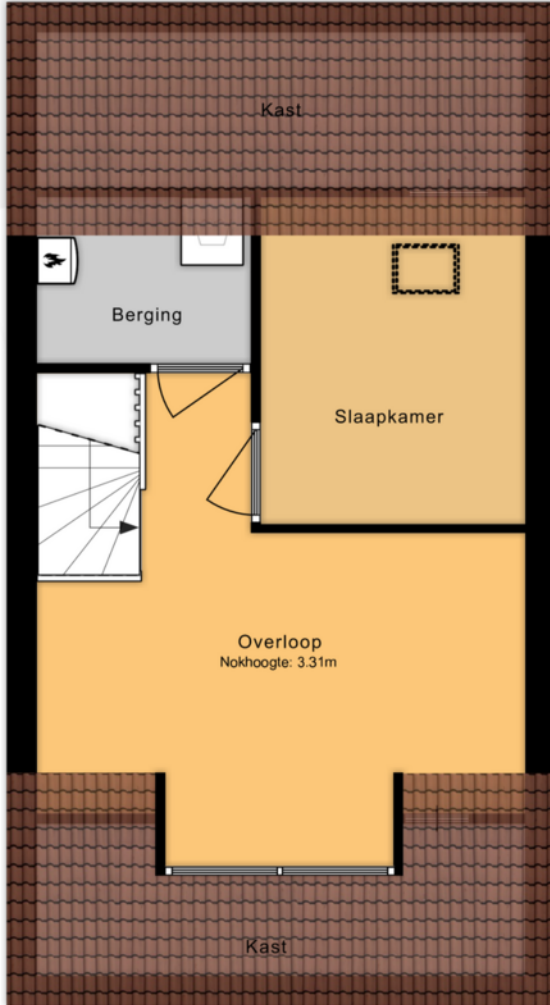 Kast
Berging
Slaapkamer
Overloop
Nokhoogte: 3.31m
Kast